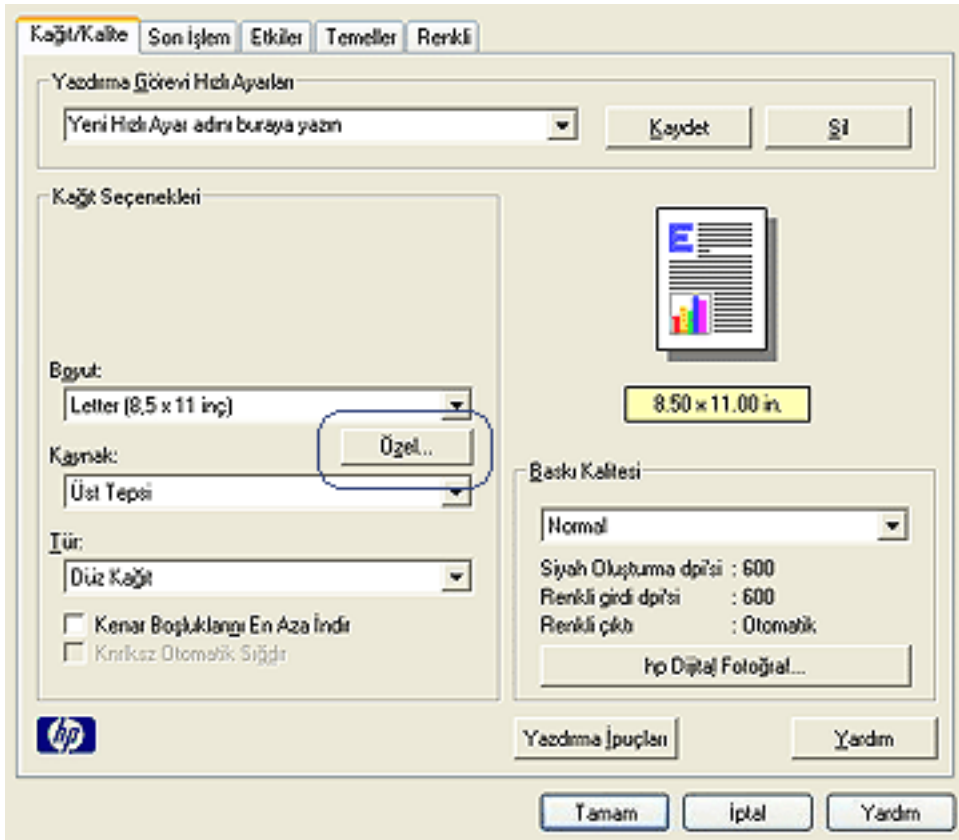 Kağıt/Kalite Son İşlem Etkiler Temeller Renkli
Yazdırma Görevi Hızlı Ayarları
Yeni Hızlı Ayar adını buraya yazın
Kaydet
Sil
Kağıt Seçenekleri
E
Boyut:
Letter (8,5 x 11 inç)
8.50 x 11.00 in.
Özel...
Kaynak:
Üst Tepsi
Tür:
Düz Kağıt
Kenar Boşluklarını En Aza İndir
Otomatik Sığdır
Baskı Kalitesi
Normal
Siyah Oluşturma dpi'si : 600
Renkli girdi dpi'si : 600
Renkli çıktı : Otomatik
hp Dijital Fotoğraf...
hp
Yazdırma İpuçları
Yardım
Tamam
İptal
Yardım